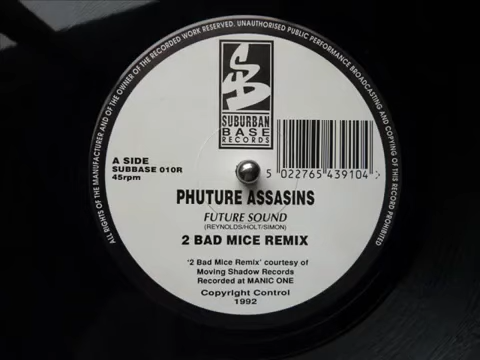 ALL RIGHTS OF THE MANUFACTURER AND OF THE OWNER OF THE RECORDED WORK RESERVED. UNAUTHORISED PUBLIC PERFORMANCE BROADCASTING AND COPYING OF THIS RECORD PROHIBITED
SUBURBAN
BASE
RECORDS
A SIDE
SUBBASE 010R
45rpm
5 022765 439104
PHUTURE ASSASINS
FUTURE SOUND
(REYNOLDS/HOLT/SIMON)
2 BAD MICE REMIX
'2 Bad Mice Remix' courtesy of
Moving Shadow Records
Recorded at MANIC ONE
Copyright Control
1992